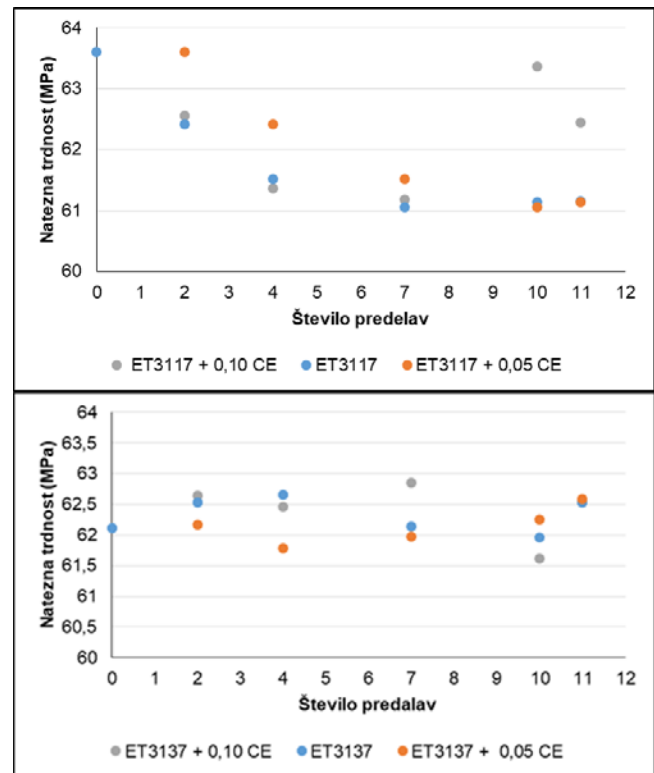 64
63
62
61
60
Natezna trdnost (MPa)
0 1 2 3 4 5 6 7 8 9 10 11 12
Število predelav
ET3117 + 0,10 CE ET3117 ET3117 + 0,05 CE
64
63,5
63
62,5
62
61,5
61
60,5
60
Natezna trdnost (MPa)
0 1 2 3 4 5 6 7 8 9 10 11 12
Število predalav
ET3137 + 0,10 CE ET3137 ET3137 + 0,05 CE